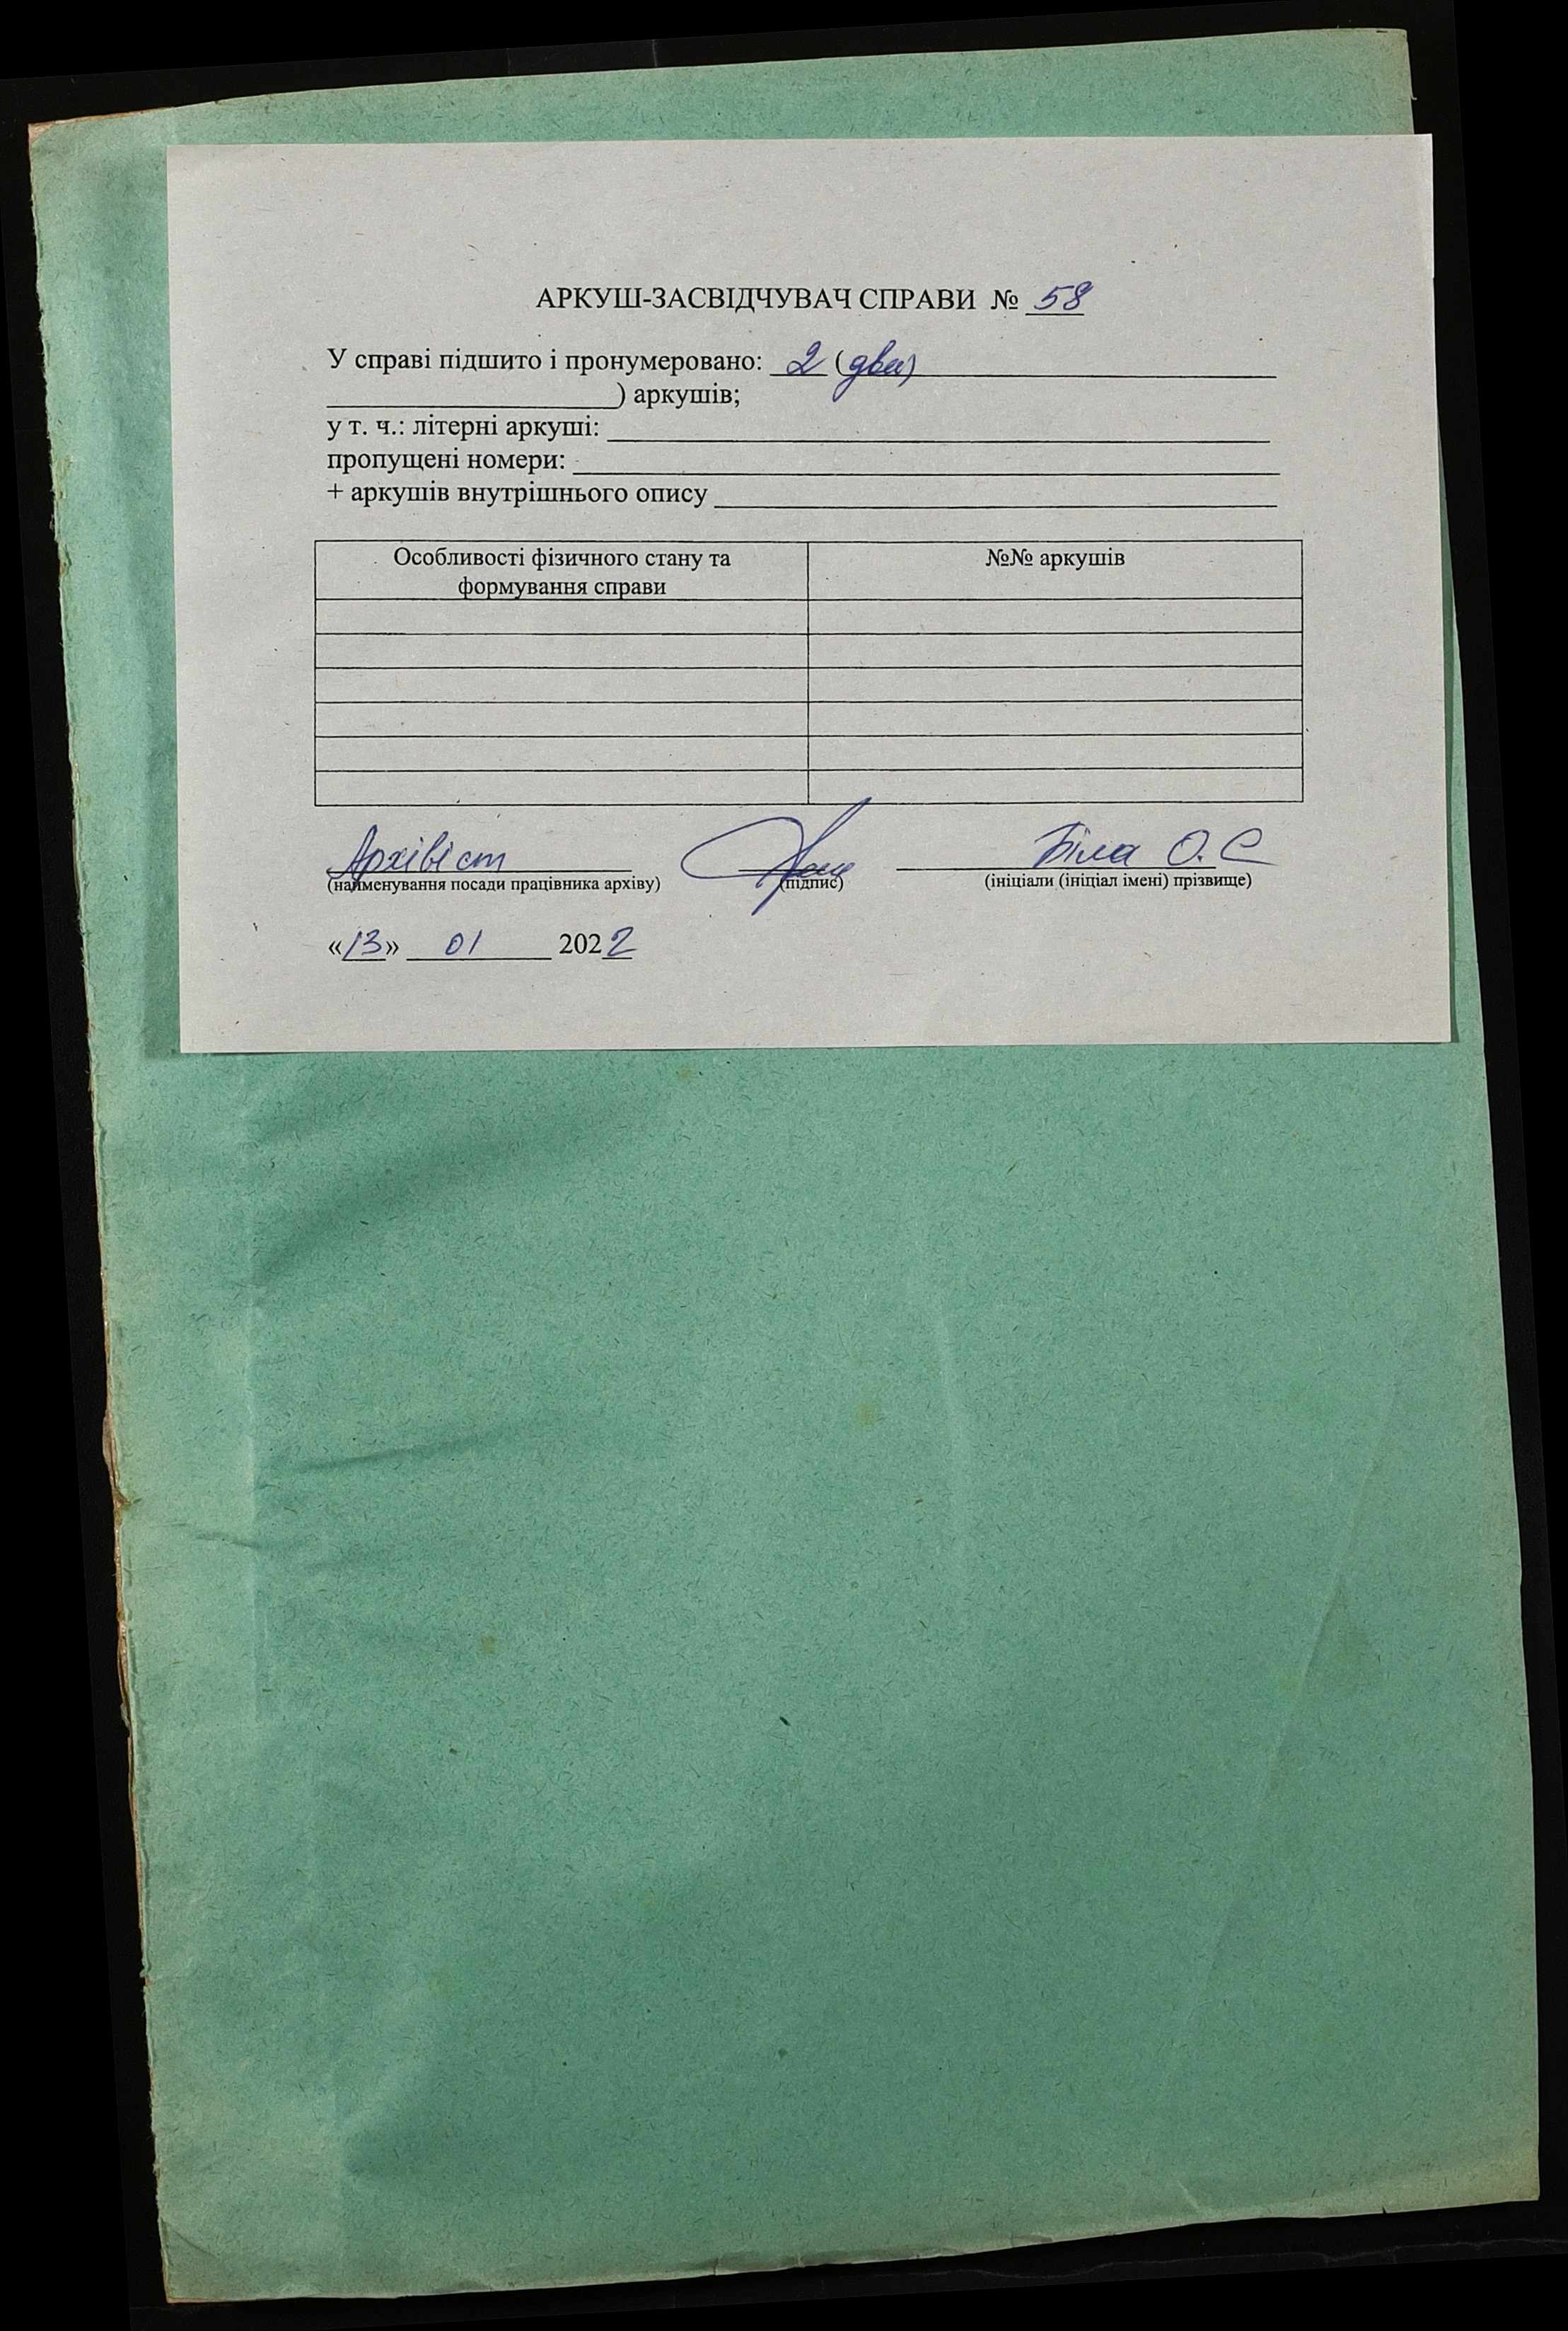 АРКУШ-ЗАСВІДЧУВАЧ СПРАВИ № 58
У справі підшито і пронумеровано: 2 (два)
) аркушів;
у т. ч.: літерні аркуші:
пропущені номери:
+ аркушів внутрішнього опису
Особливості фізичного стану та формування справи №№ аркушів
Архівіст Біла О.С
(найменування посади працівника архіву) (підпис) (ініціали (ініціал імені) прізвище)
«13» 01 2022